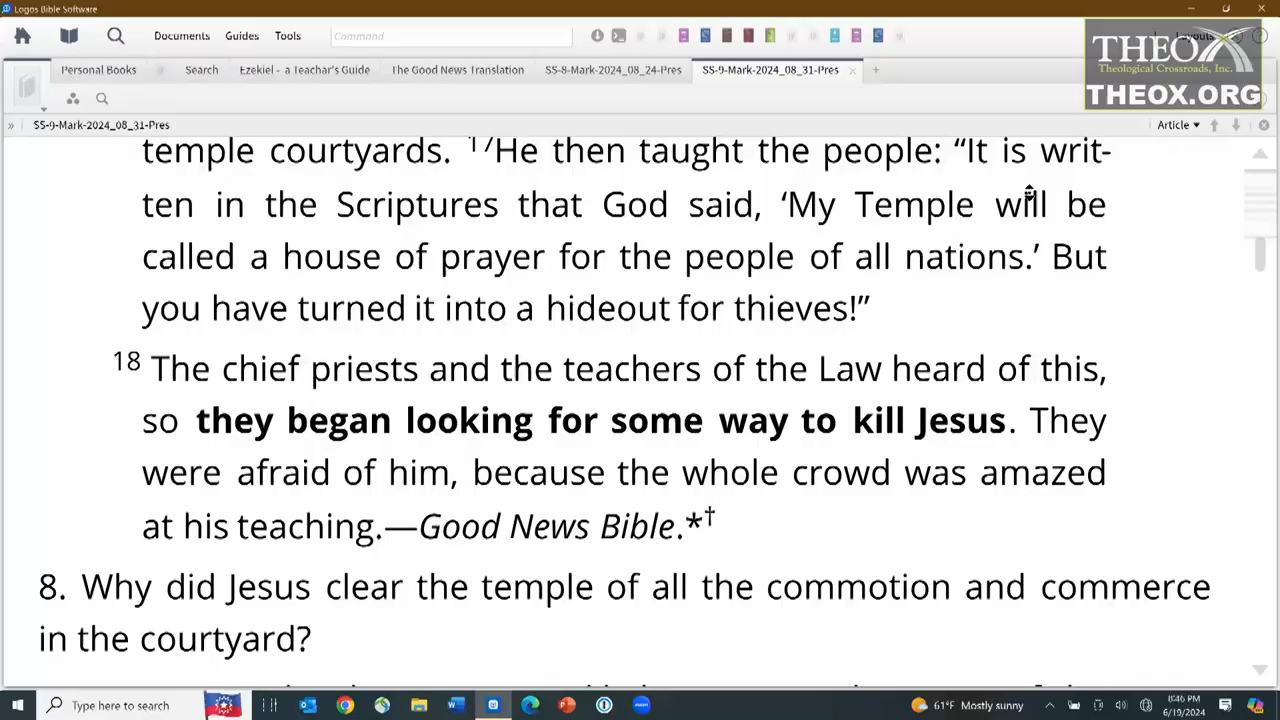 Logos Bible Software
Documents Guides Tools Command
THEOX
Theological Crossroads, Inc.
THEOX.ORG
Personal Books Search Ezekiel - a Teacher's Guide SS-8-Mark-2024_08_24-Pres SS-9-Mark-2024_08_31-Pres
SS-9-Mark-2024_08_31-Pres Article
temple courtyards. 17He then taught the people: “It is writ-
ten in the Scriptures that God said, ‘My Temple will be
called a house of prayer for the people of all nations.’ But
you have turned it into a hideout for thieves!”
18 The chief priests and the teachers of the Law heard of this,
so they began looking for some way to kill Jesus. They
were afraid of him, because the whole crowd was amazed
at his teaching.—Good News Bible.*†
8. Why did Jesus clear the temple of all the commotion and commerce
in the courtyard?
Type here to search
61°F Mostly sunny
8:46 PM
6/19/2024